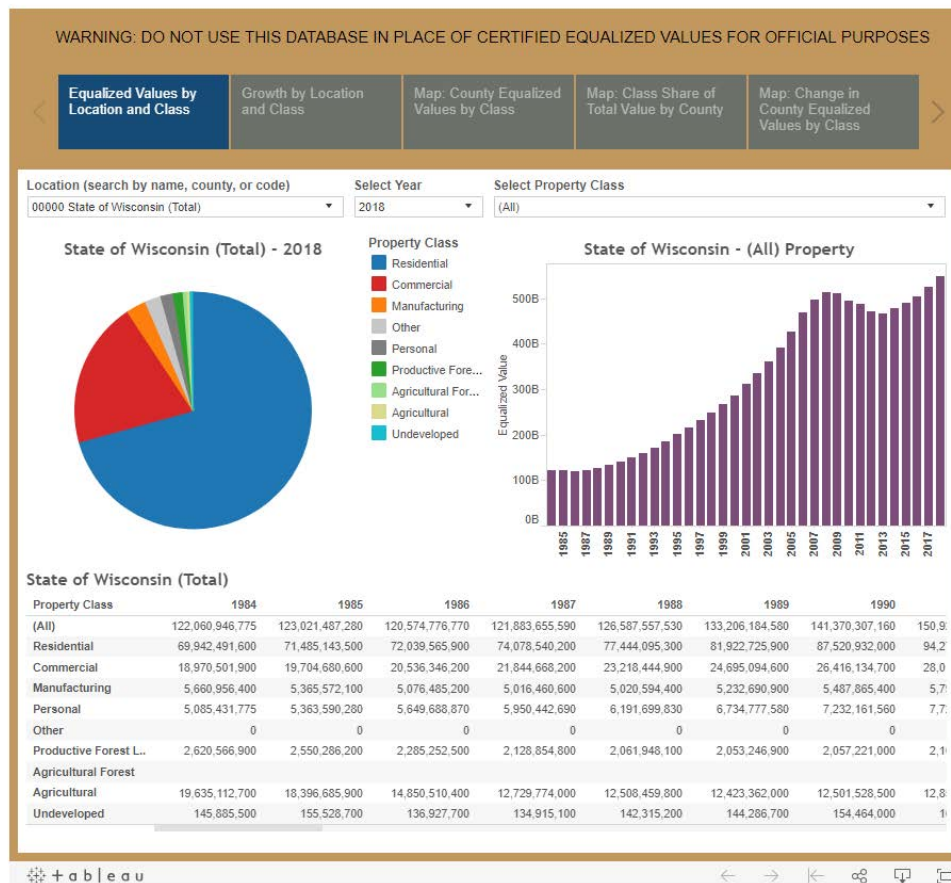 WARNING: DO NOT USE THIS DATABASE IN PLACE OF CERTIFIED EQUALIZED VALUES FOR OFFICIAL PURPOSES
Equalized Values by Location and Class
Growth by Location and Class
Map: County Equalized Values by Class
Map: Class Share of Total Value by County
Map: Change in County Equalized Values by Class
Location (search by name, county, or code) Select Year Select Property Class
00000 State of Wisconsin (Total) 2018 (All)
State of Wisconsin (Total) - 2018
Property Class
Residential
Commercial
Manufacturing
Other
Personal
Productive Fore...
Agricultural For...
Agricultural
Undeveloped
State of Wisconsin - (All) Property
Equalized Value
500B
400B
300B
200B
100B
0B
1985 1987 1989 1991 1993 1995 1997 1999 2001 2003 2005 2007 2009 2011 2013 2015 2017
State of Wisconsin (Total)
Property Class 1984 1985 1986 1987 1988 1989 1990
(All) 122,060,946,775 123,021,487,280 120,574,776,770 121,883,655,590 126,587,557,530 133,206,184,580 141,370,307,160 150,9
Residential 69,942,491,600 71,485,143,500 72,039,565,900 74,078,540,200 77,444,095,300 81,922,725,900 87,520,932,000 94,2
Commercial 18,970,501,900 19,704,680,600 20,536,346,200 21,844,668,200 23,218,444,900 24,695,094,600 26,416,134,700 28,0
Manufacturing 5,660,956,400 5,365,572,100 5,076,485,200 5,016,460,600 5,020,594,400 5,232,690,900 5,487,865,400 5,7
Personal 5,085,431,775 5,363,590,280 5,649,688,870 5,950,442,690 6,191,699,830 6,734,777,580 7,232,161,560 7,7
Other 0 0 0 0 0 0 0
Productive Forest L.. 2,620,566,900 2,550,286,200 2,285,252,500 2,128,854,800 2,061,948,100 2,053,246,900 2,057,221,000 2,1
Agricultural Forest
Agricultural 19,635,112,700 18,396,685,900 14,850,510,400 12,729,774,000 12,508,459,800 12,423,362,000 12,501,528,500 12,8
Undeveloped 145,885,500 155,528,700 136,927,700 134,915,100 142,315,200 144,286,700 154,464,000 1
+ableau